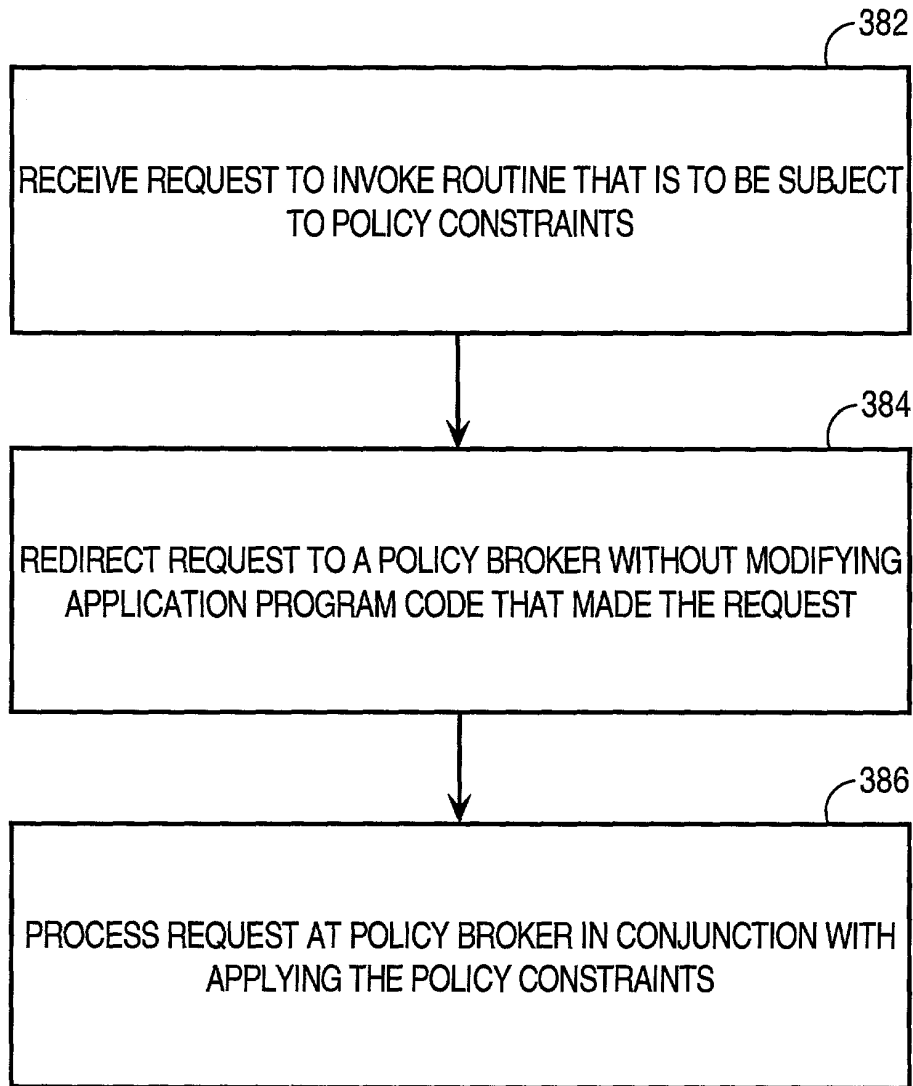 382
RECEIVE REQUEST TO INVOKE ROUTINE THAT IS TO BE SUBJECT
TO POLICY CONSTRAINTS
384
REDIRECT REQUEST TO A POLICY BROKER WITHOUT MODIFYING
APPLICATION PROGRAM CODE THAT MADE THE REQUEST
386
PROCESS REQUEST AT POLICY BROKER IN CONJUNCTION WITH
APPLYING THE POLICY CONSTRAINTS